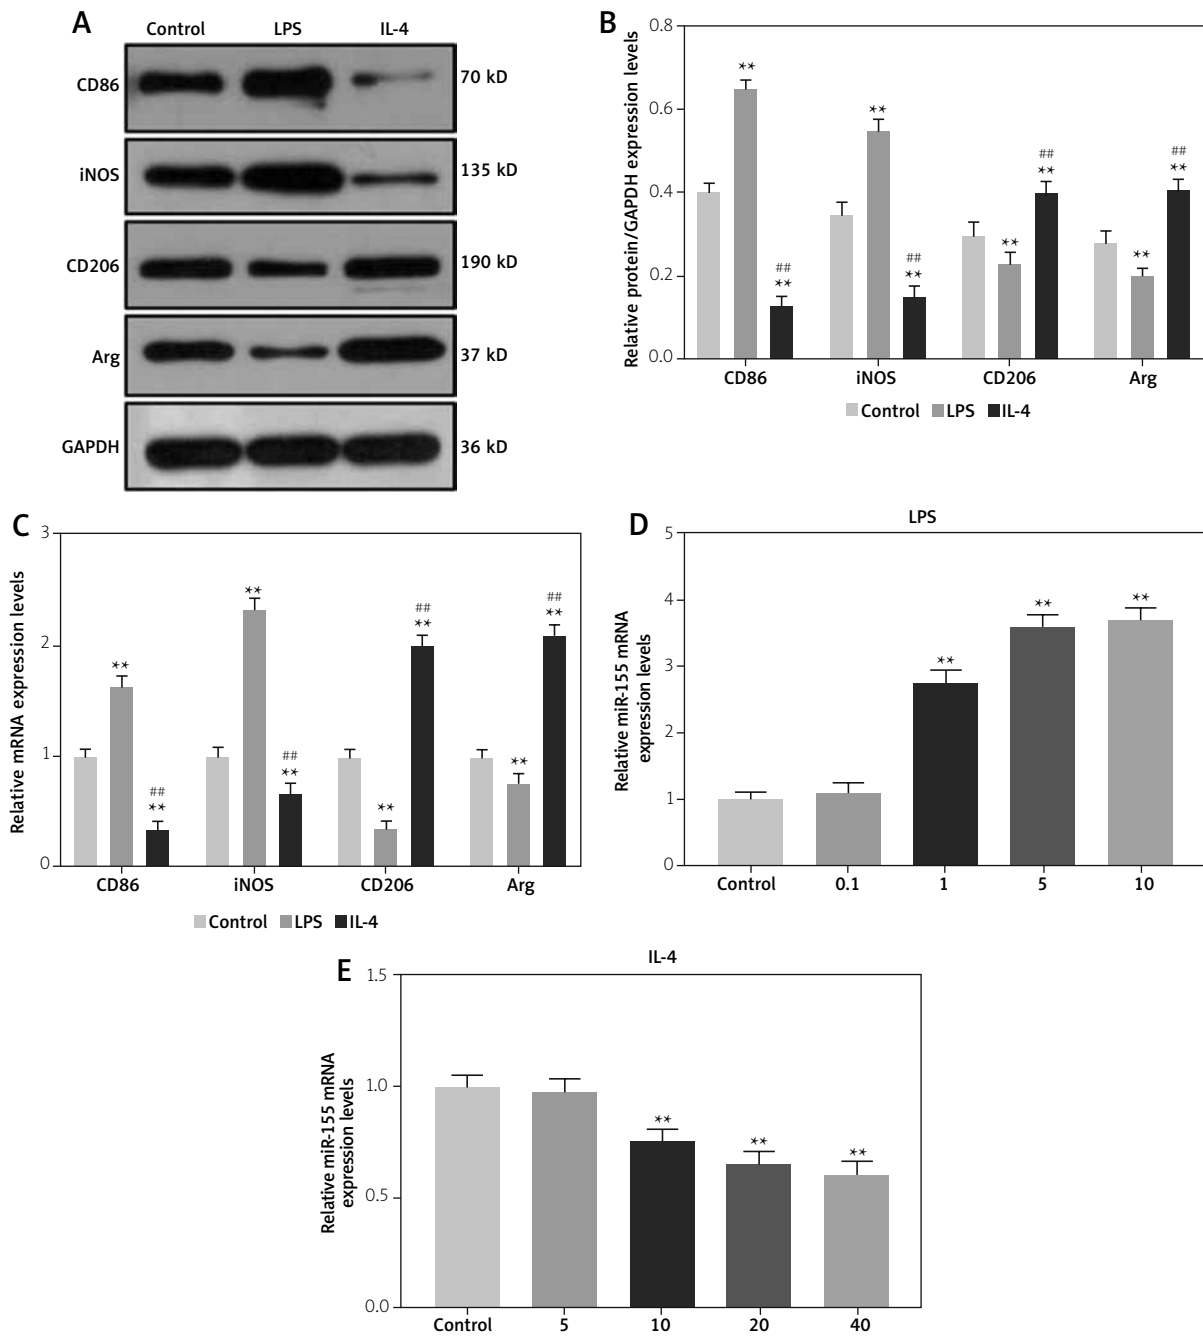 A
Control LPS IL-4
CD86 70 kD
iNOS 135 kD
CD206 190 kD
Arg 37 kD
GAPDH 36 kD
B
Relative protein/GAPDH expression levels
0.8
0.6
0.4
0.2
0.0
**
**
##
**
##
**
**
##
**
**
##
**
CD86 iNOS CD206 Arg
Control LPS IL-4
C
Relative mRNA expression levels
3
2
1
0
**
##
**
**
##
**
**
##
**
**
##
**
CD86 iNOS CD206 Arg
Control LPS IL-4
D
LPS
Relative miR-155 mRNA
expression levels
5
4
3
2
1
0
** ** **
Control 0.1 1 5 10
E
IL-4
Relative miR-155 mRNA
expression levels
1.5
1.0
0.5
0.0
** ** **
Control 5 10 20 40